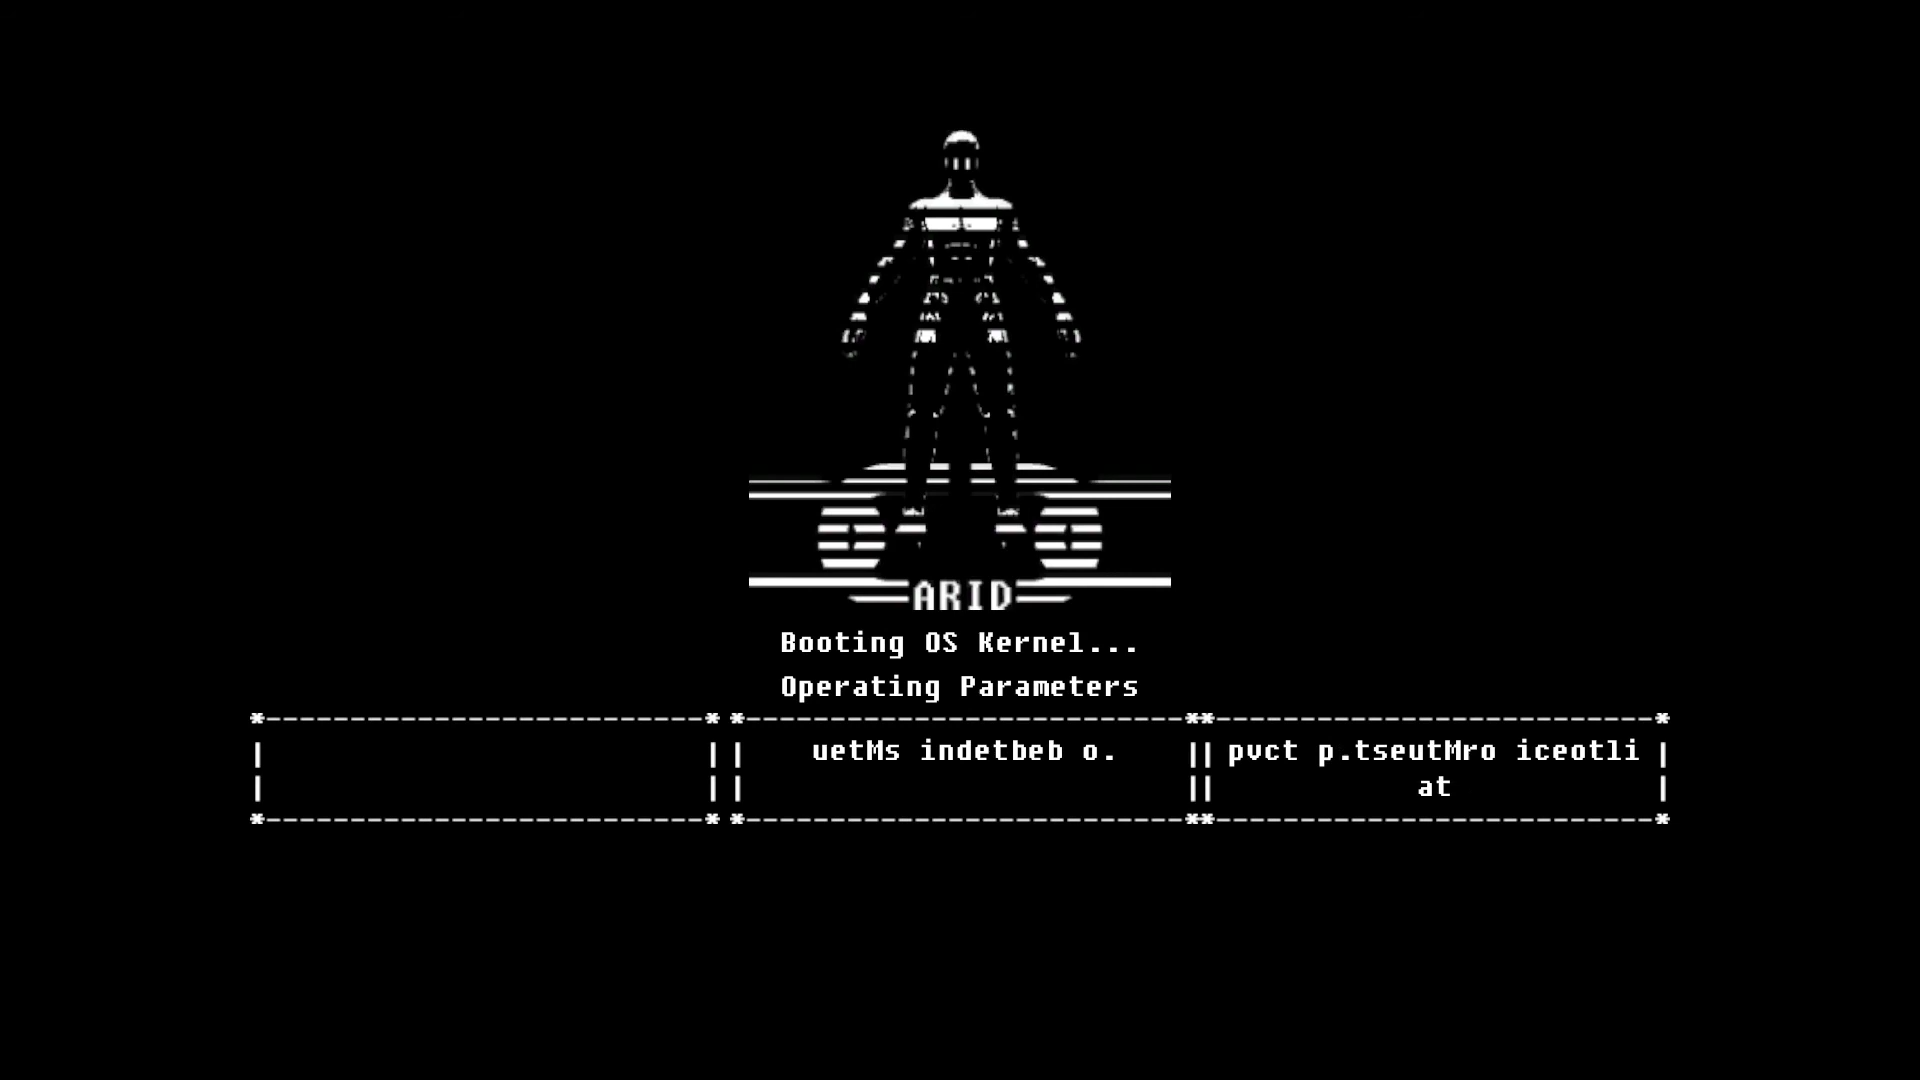 ARID
Booting OS Kernel...
Operating Parameters
uetMs indetbeb o.
pvct p.tseutMro iceotli
at